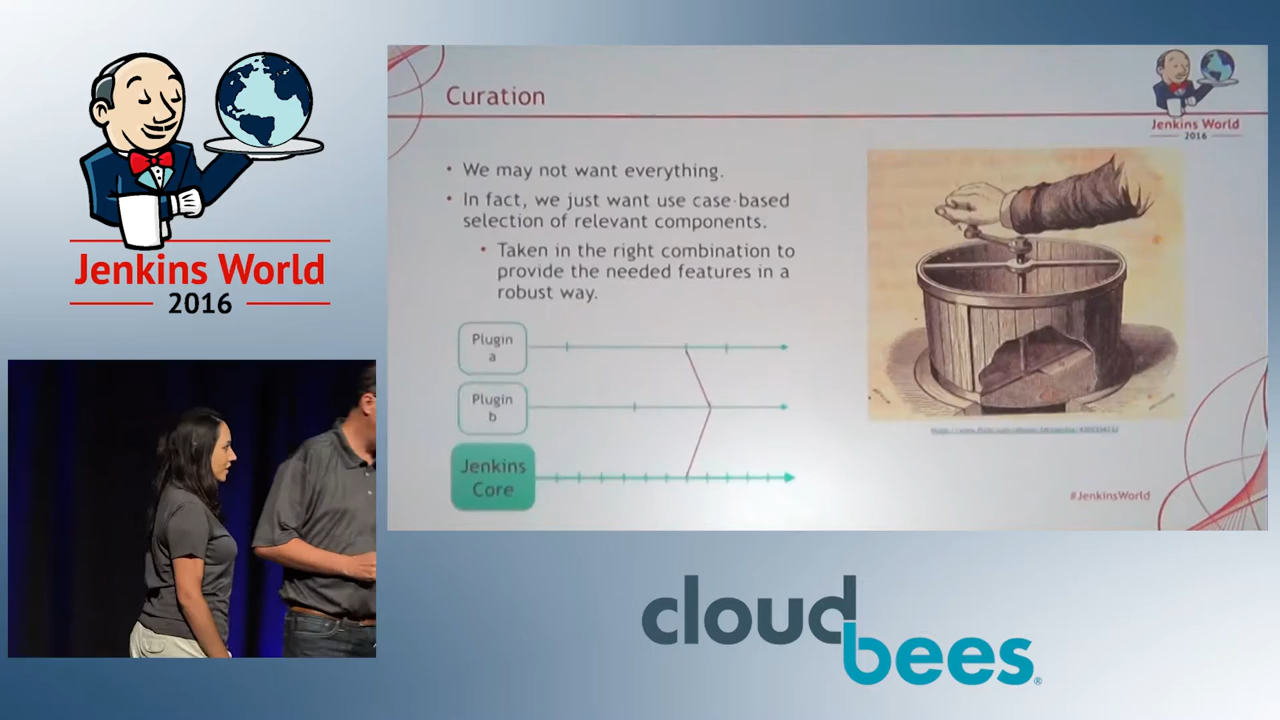 Jenkins World
2016
Curation
Jenkins World
2016
• We may not want everything.
• In fact, we just want use case-based
selection of relevant components.
• Taken in the right combination to
provide the needed features in a
robust way.
Plugin
a
Plugin
b
Jenkins
Core
#JenkinsWorld
cloud
bees®